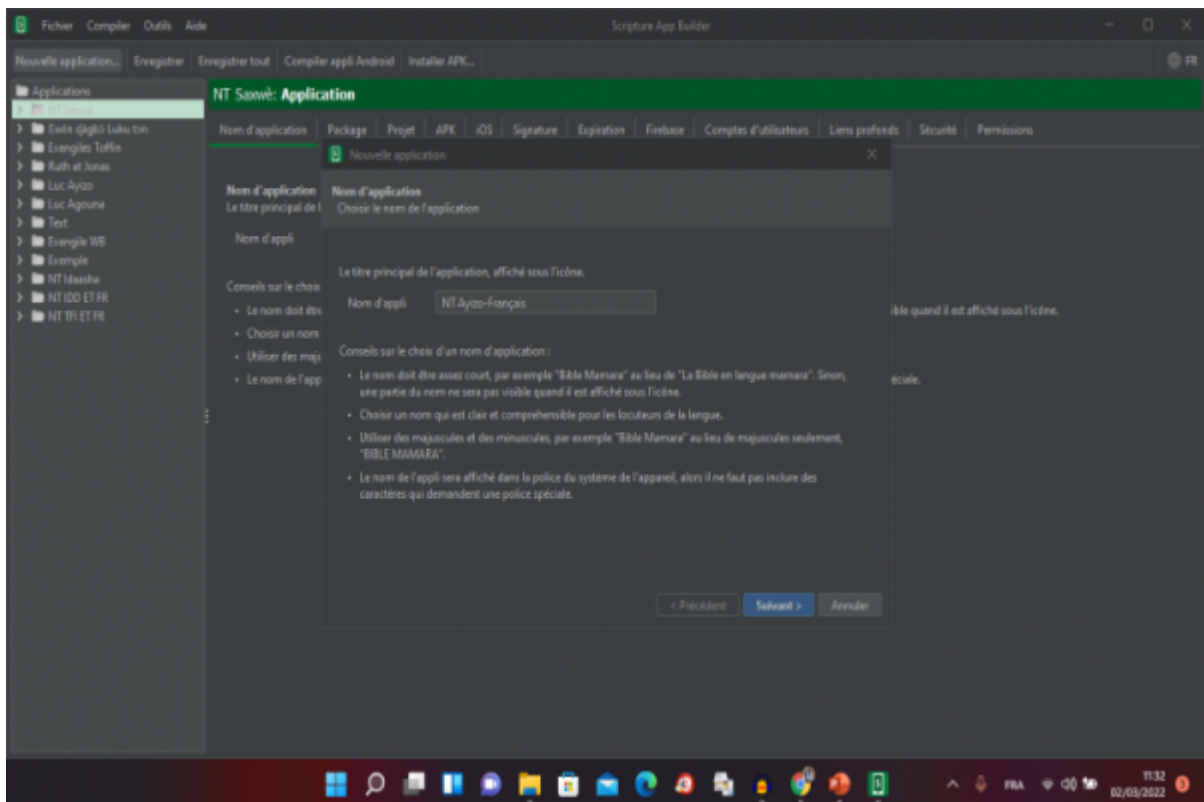 Fichier Compiler Outils Aide
Scripture App Builder
Nouvelle application... Enregistrer Enregistrer tout Compiler appli Android Installer APK...
FR
Applications
NT Saxwè
Evangiles Toffin
Ruth et Jonas
Luc Ayizo
Luc Agouna
Text
Evangile WB
Exemple
NT Idaasha
NT IDD ET FR
NT TFI ET FR
NT Saxwè: Application
Nom d'application Package Projet APK iOS Signature Expiration Firebase Comptes d'utilisateurs Liens profonds Sécurité Permissions
Nom d'application
Le titre principal de l
Nom d'appli
Conseils sur le choix
• Le nom doit êtr
ible quand il est affiché sous l'icône.
• Choisir un nom
• Utiliser des maju
• Le nom de l'app
éciale.
Nouvelle application
Nom d'application
Choisir le nom de l'application
Le titre principal de l'application, affiché sous l'icône.
Nom d'appli NT Ayizo-Français
Conseils sur le choix d'un nom d'application :
• Le nom doit être assez court, par exemple "Bible Mamara" au lieu de "La Bible en langue mamara". Sinon,
une partie du nom ne sera pas visible quand il est affiché sous l'icône.
• Choisir un nom qui est clair et comprehensible pour les locuteurs de la langue.
• Utiliser des majuscules et des minuscules, par exemple "Bible Mamara" au lieu de majuscules seulement,
"BIBLE MAMARA".
• Le nom de l'appli sera affiché dans la police du système de l'appareil, alors il ne faut pas inclure des
caractères qui demandent une police spéciale.
< Précédent Suivant > Annuler
FRA
11:32
02/03/2022